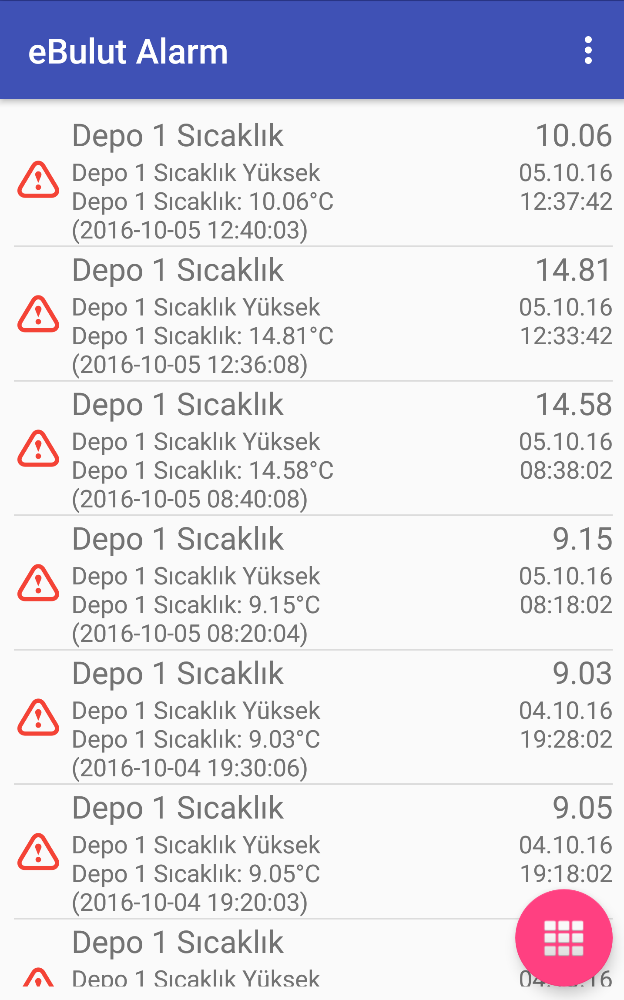 eBulut Alarm
Depo 1 Sıcaklık 10.06
Depo 1 Sıcaklık Yüksek 05.10.16
Depo 1 Sıcaklık: 10.06°C 12:37:42
(2016-10-05 12:40:03)
Depo 1 Sıcaklık 14.81
Depo 1 Sıcaklık Yüksek 05.10.16
Depo 1 Sıcaklık: 14.81°C 12:33:42
(2016-10-05 12:36:08)
Depo 1 Sıcaklık 14.58
Depo 1 Sıcaklık Yüksek 05.10.16
Depo 1 Sıcaklık: 14.58°C 08:38:02
(2016-10-05 08:40:08)
Depo 1 Sıcaklık 9.15
Depo 1 Sıcaklık Yüksek 05.10.16
Depo 1 Sıcaklık: 9.15°C 08:18:02
(2016-10-05 08:20:04)
Depo 1 Sıcaklık 9.03
Depo 1 Sıcaklık Yüksek 04.10.16
Depo 1 Sıcaklık: 9.03°C 19:28:02
(2016-10-04 19:30:06)
Depo 1 Sıcaklık 9.05
Depo 1 Sıcaklık Yüksek 04.10.16
Depo 1 Sıcaklık: 9.05°C 19:18:02
(2016-10-04 19:20:03)
Depo 1 Sıcaklık
Depo 1 Sıcaklık Yüksek